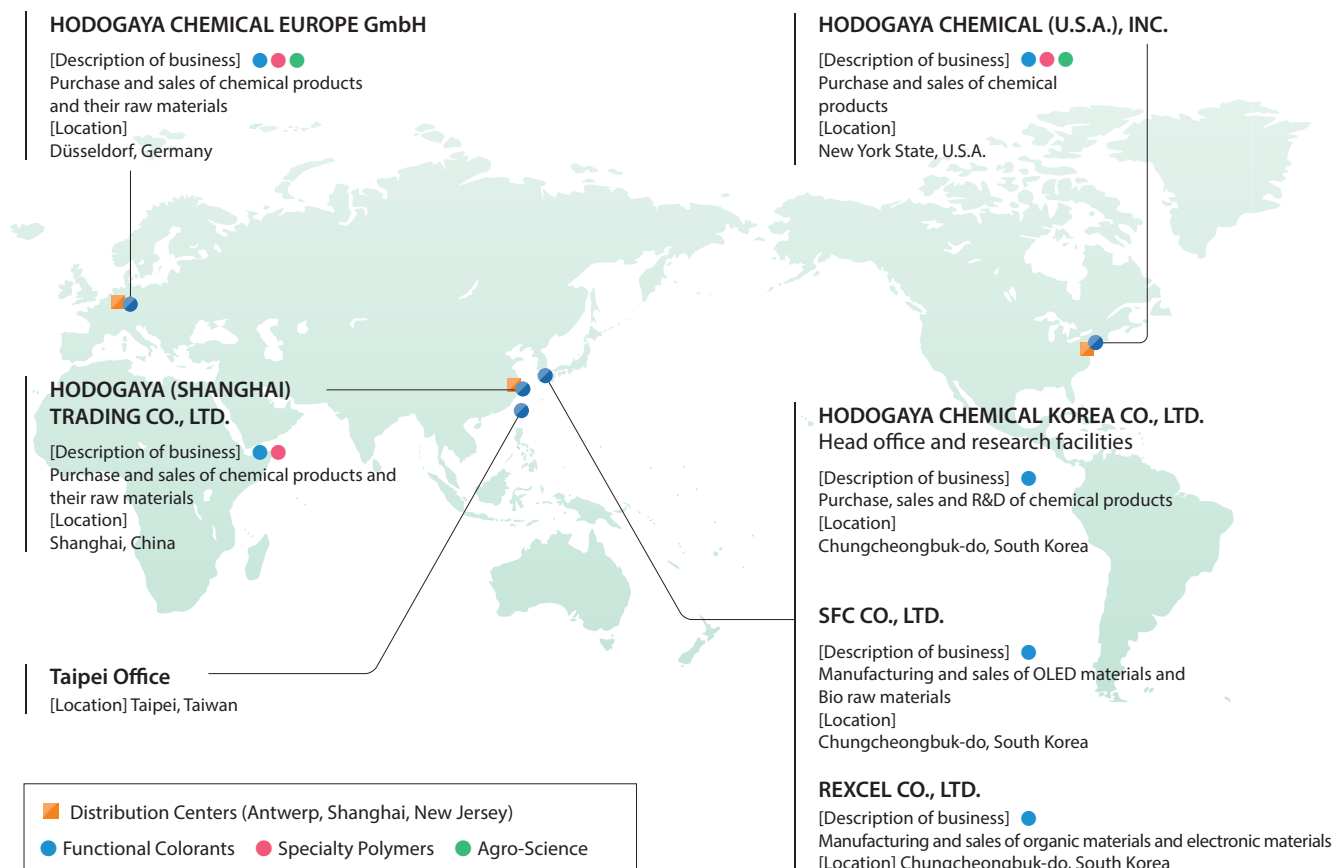 HODOGAYA CHEMICAL EUROPE GmbH
[Description of business]
Purchase and sales of chemical products
and their raw materials
[Location]
Düsseldorf, Germany
HODOGAYA CHEMICAL (U.S.A.), INC.
[Description of business]
Purchase and sales of chemical
products
[Location]
New York State, U.S.A.
HODOGAYA (SHANGHAI)
TRADING CO., LTD.
[Description of business]
Purchase and sales of chemical products and
their raw materials
[Location]
Shanghai, China
Taipei Office
[Location] Taipei, Taiwan
HODOGAYA CHEMICAL KOREA CO., LTD.
Head office and research facilities
[Description of business]
Purchase, sales and R&D of chemical products
[Location]
Chungcheongbuk-do, South Korea
SFC CO., LTD.
[Description of business]
Manufacturing and sales of OLED materials and
Bio raw materials
[Location]
Chungcheongbuk-do, South Korea
REXCEL CO., LTD.
[Description of business]
Manufacturing and sales of organic materials and electronic materials
[Location] Chungcheongbuk-do, South Korea
Distribution Centers (Antwerp, Shanghai, New Jersey)
Functional Colorants Specialty Polymers Agro-Science